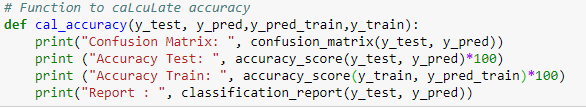 # Function to caLcuLate accuracy
def cal_accuracy(y_test, y_pred,y_pred_train,y_train):
    print("Confusion Matrix: ", confusion_matrix(y_test, y_pred))
    print ("Accuracy Test: ", accuracy_score(y_test, y_pred)*100)
    print ("Accuracy Train: ", accuracy_score(y_train, y_pred_train)*100)
    print("Report : ", classification_report(y_test, y_pred))